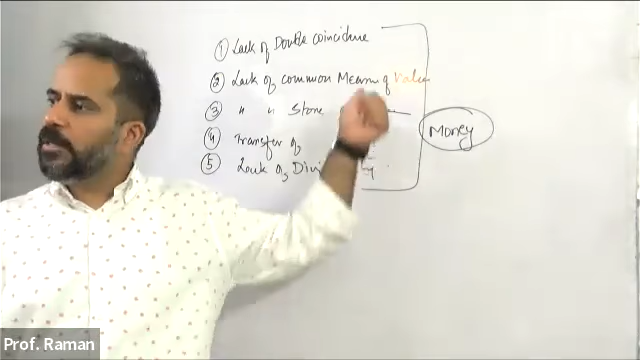 ① Lack of Double coincidence
② Lack of common Measure of Value
③ " " Store
④ Transfer of
⑤ Lack of Divi
Money
Prof. Raman